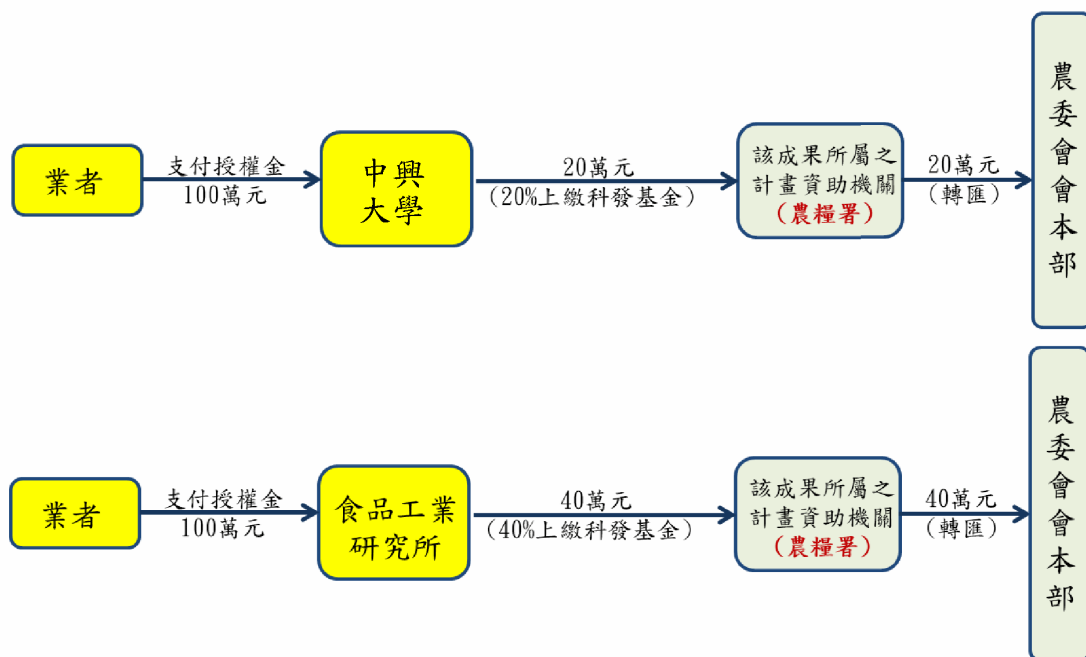 業者
支付授權金
100萬元
中興
大學
20萬元
(20%上繳科發基金)
該成果所屬之
計畫資助機關
(農糧署)
20萬元
(轉匯)
農委會會本部
業者
支付授權金
100萬元
食品工業
研究所
40萬元
(40%上繳科發基金)
該成果所屬之
計畫資助機關
(農糧署)
40萬元
(轉匯)
農委會會本部